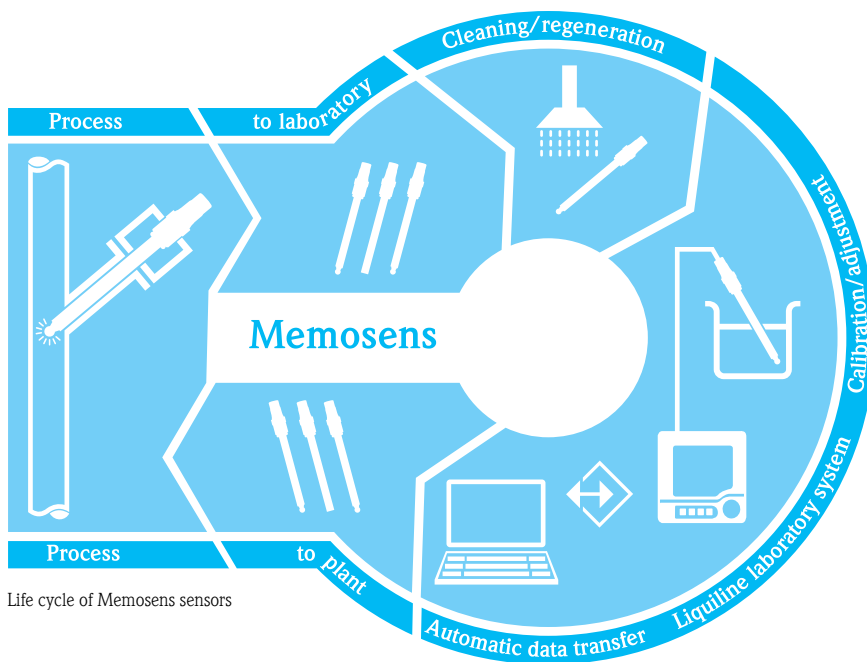 Process
to laboratory
Cleaning/regeneration
Calibration/adjustment
Memosens
Liquiline laboratory system
Automatic data transfer
to plant
Process
Life cycle of Memosens sensors